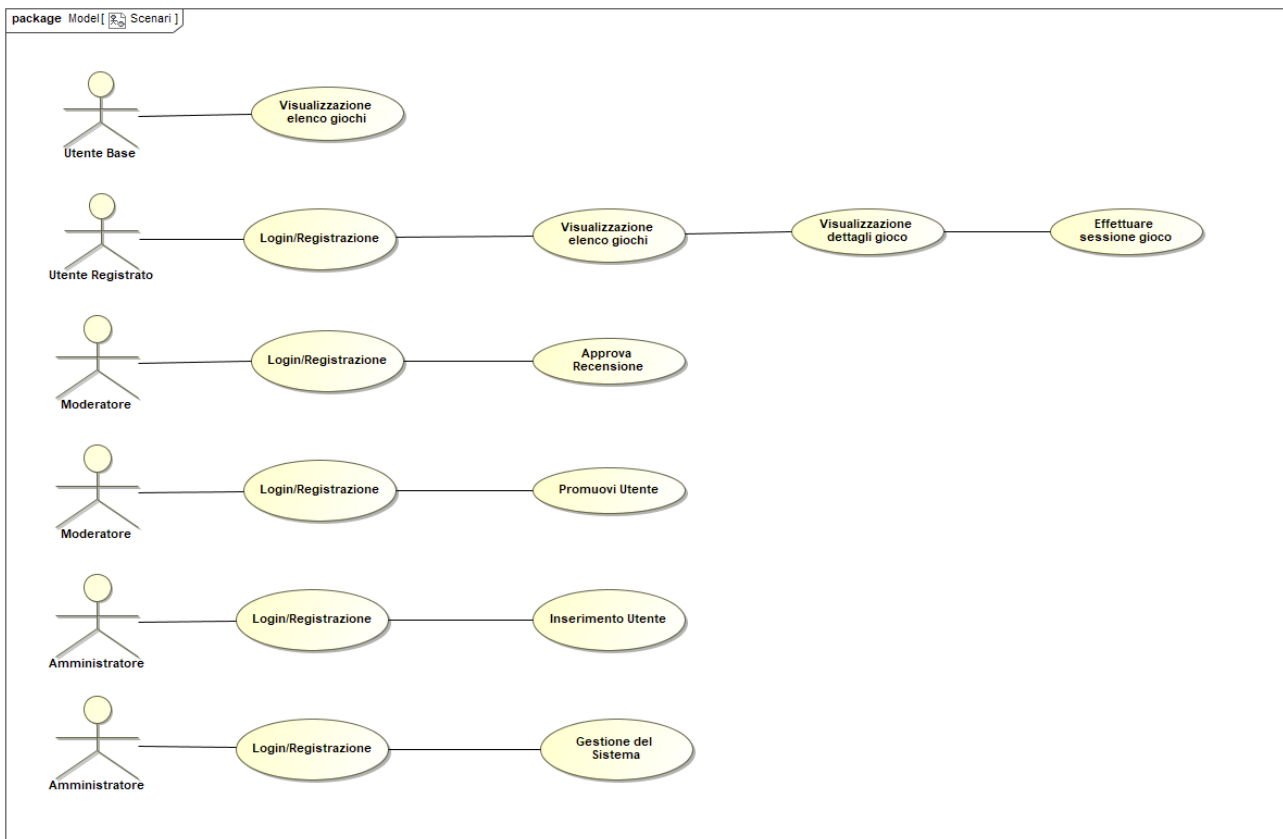 package Model[ Scenari ]
Visualizzazione
elenco giochi
Utente Base
Login/Registrazione
Visualizzazione
elenco giochi
Visualizzazione
dettagli gioco
Effettuare
sessione gioco
Utente Registrato
Login/Registrazione
Approva
Recensione
Moderatore
Login/Registrazione
Promuovi Utente
Moderatore
Login/Registrazione
Inserimento Utente
Amministratore
Login/Registrazione
Gestione del
Sistema
Amministratore